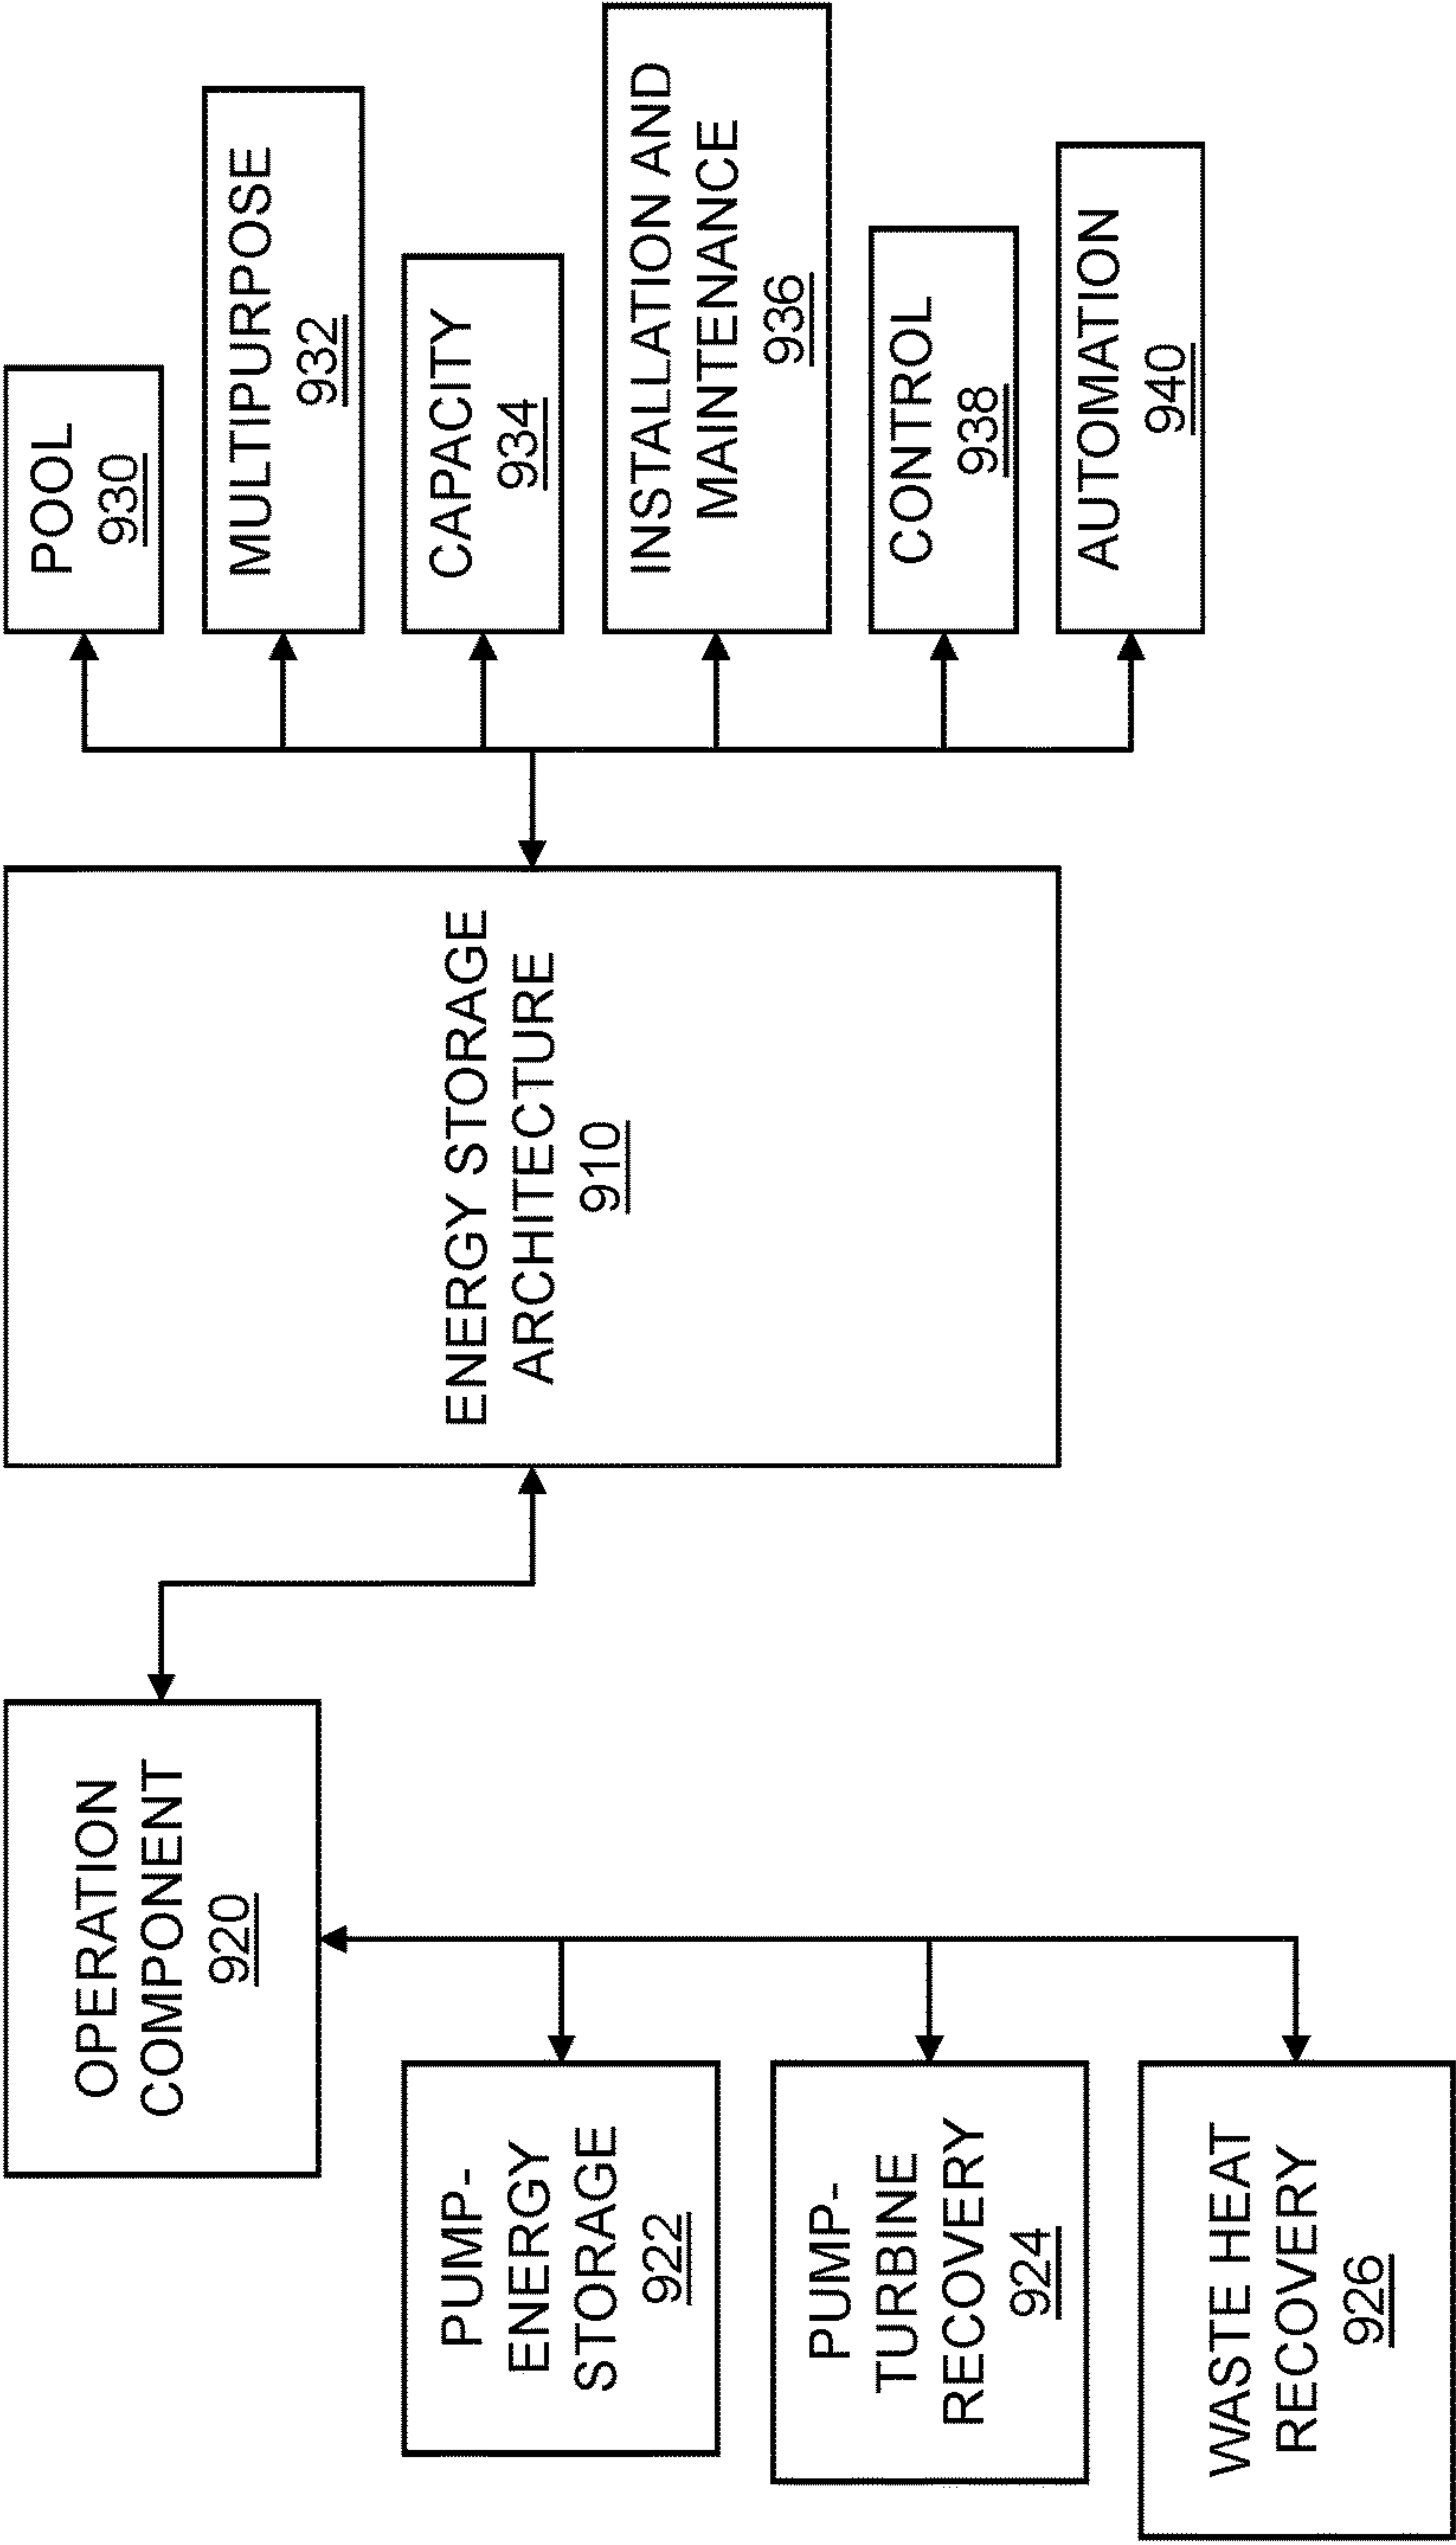 OPERATION
COMPONENT
920
PUMP-
ENERGY
STORAGE
922
PUMP-
TURBINE
RECOVERY
924
WASTE HEAT
RECOVERY
926
ENERGY STORAGE
ARCHITECTURE
910
POOL
930
MULTIPURPOSE
932
CAPACITY
934
INSTALLATION AND
MAINTENANCE
936
CONTROL
938
AUTOMATION
940